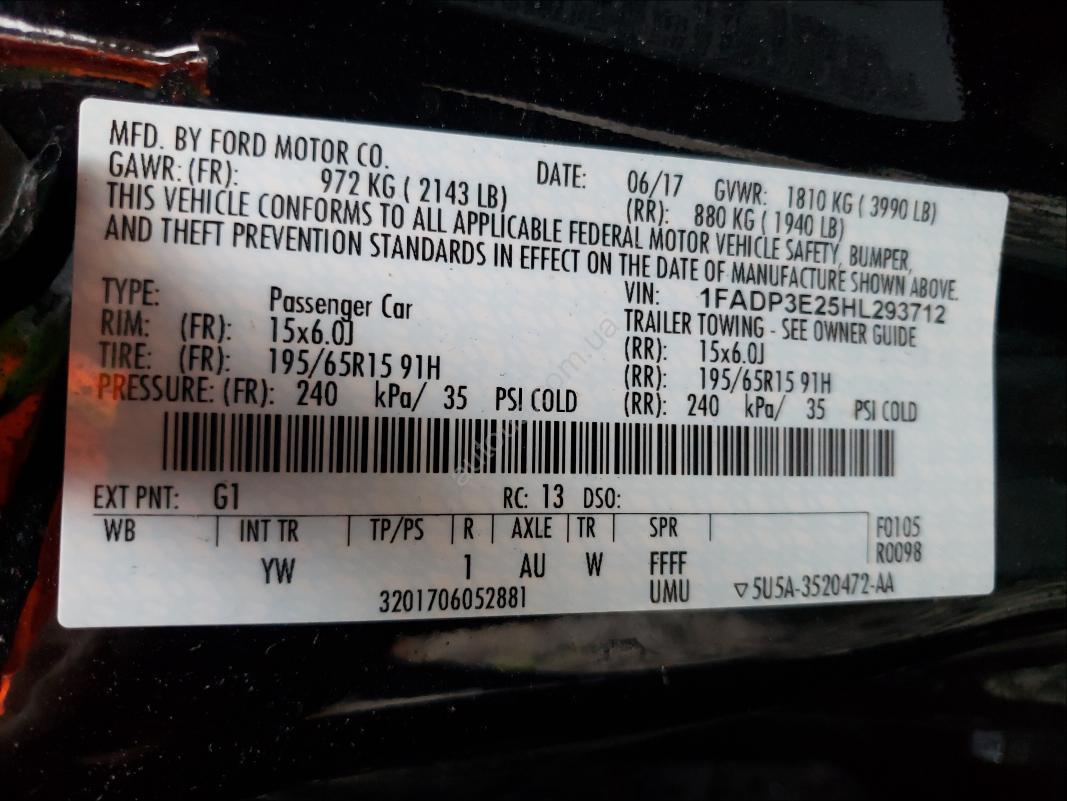 MFD. BY FORD MOTOR CO. DATE: 06/17 GVWR: 1810 KG ( 3990 LB)
GAWR: (FR): 972 KG ( 2143 LB) (RR): 880 KG ( 1940 LB)
THIS VEHICLE CONFORMS TO ALL APPLICABLE FEDERAL MOTOR VEHICLE SAFETY, BUMPER,
AND THEFT PREVENTION STANDARDS IN EFFECT ON THE DATE OF MANUFACTURE SHOWN ABOVE.
VIN: 1FADP3E25HL293712
TYPE: Passenger Car TRAILER TOWING - SEE OWNER GUIDE
RIM: (FR): 15x6.0J (RR): 15x6.0J
TIRE: (FR): 195/65R15 91H (RR): 195/65R15 91H
PRESSURE: (FR): 240 kPa/ 35 PSI COLD (RR): 240 kPa/ 35 PSI COLD
EXT PNT: G1 RC: 13 DSO:
WB INT TR TP/PS R AXLE TR SPR F0105
R0098
YW 1 AU W FFFF
3201706052881 UMU ▽5U5A-3520472-AA